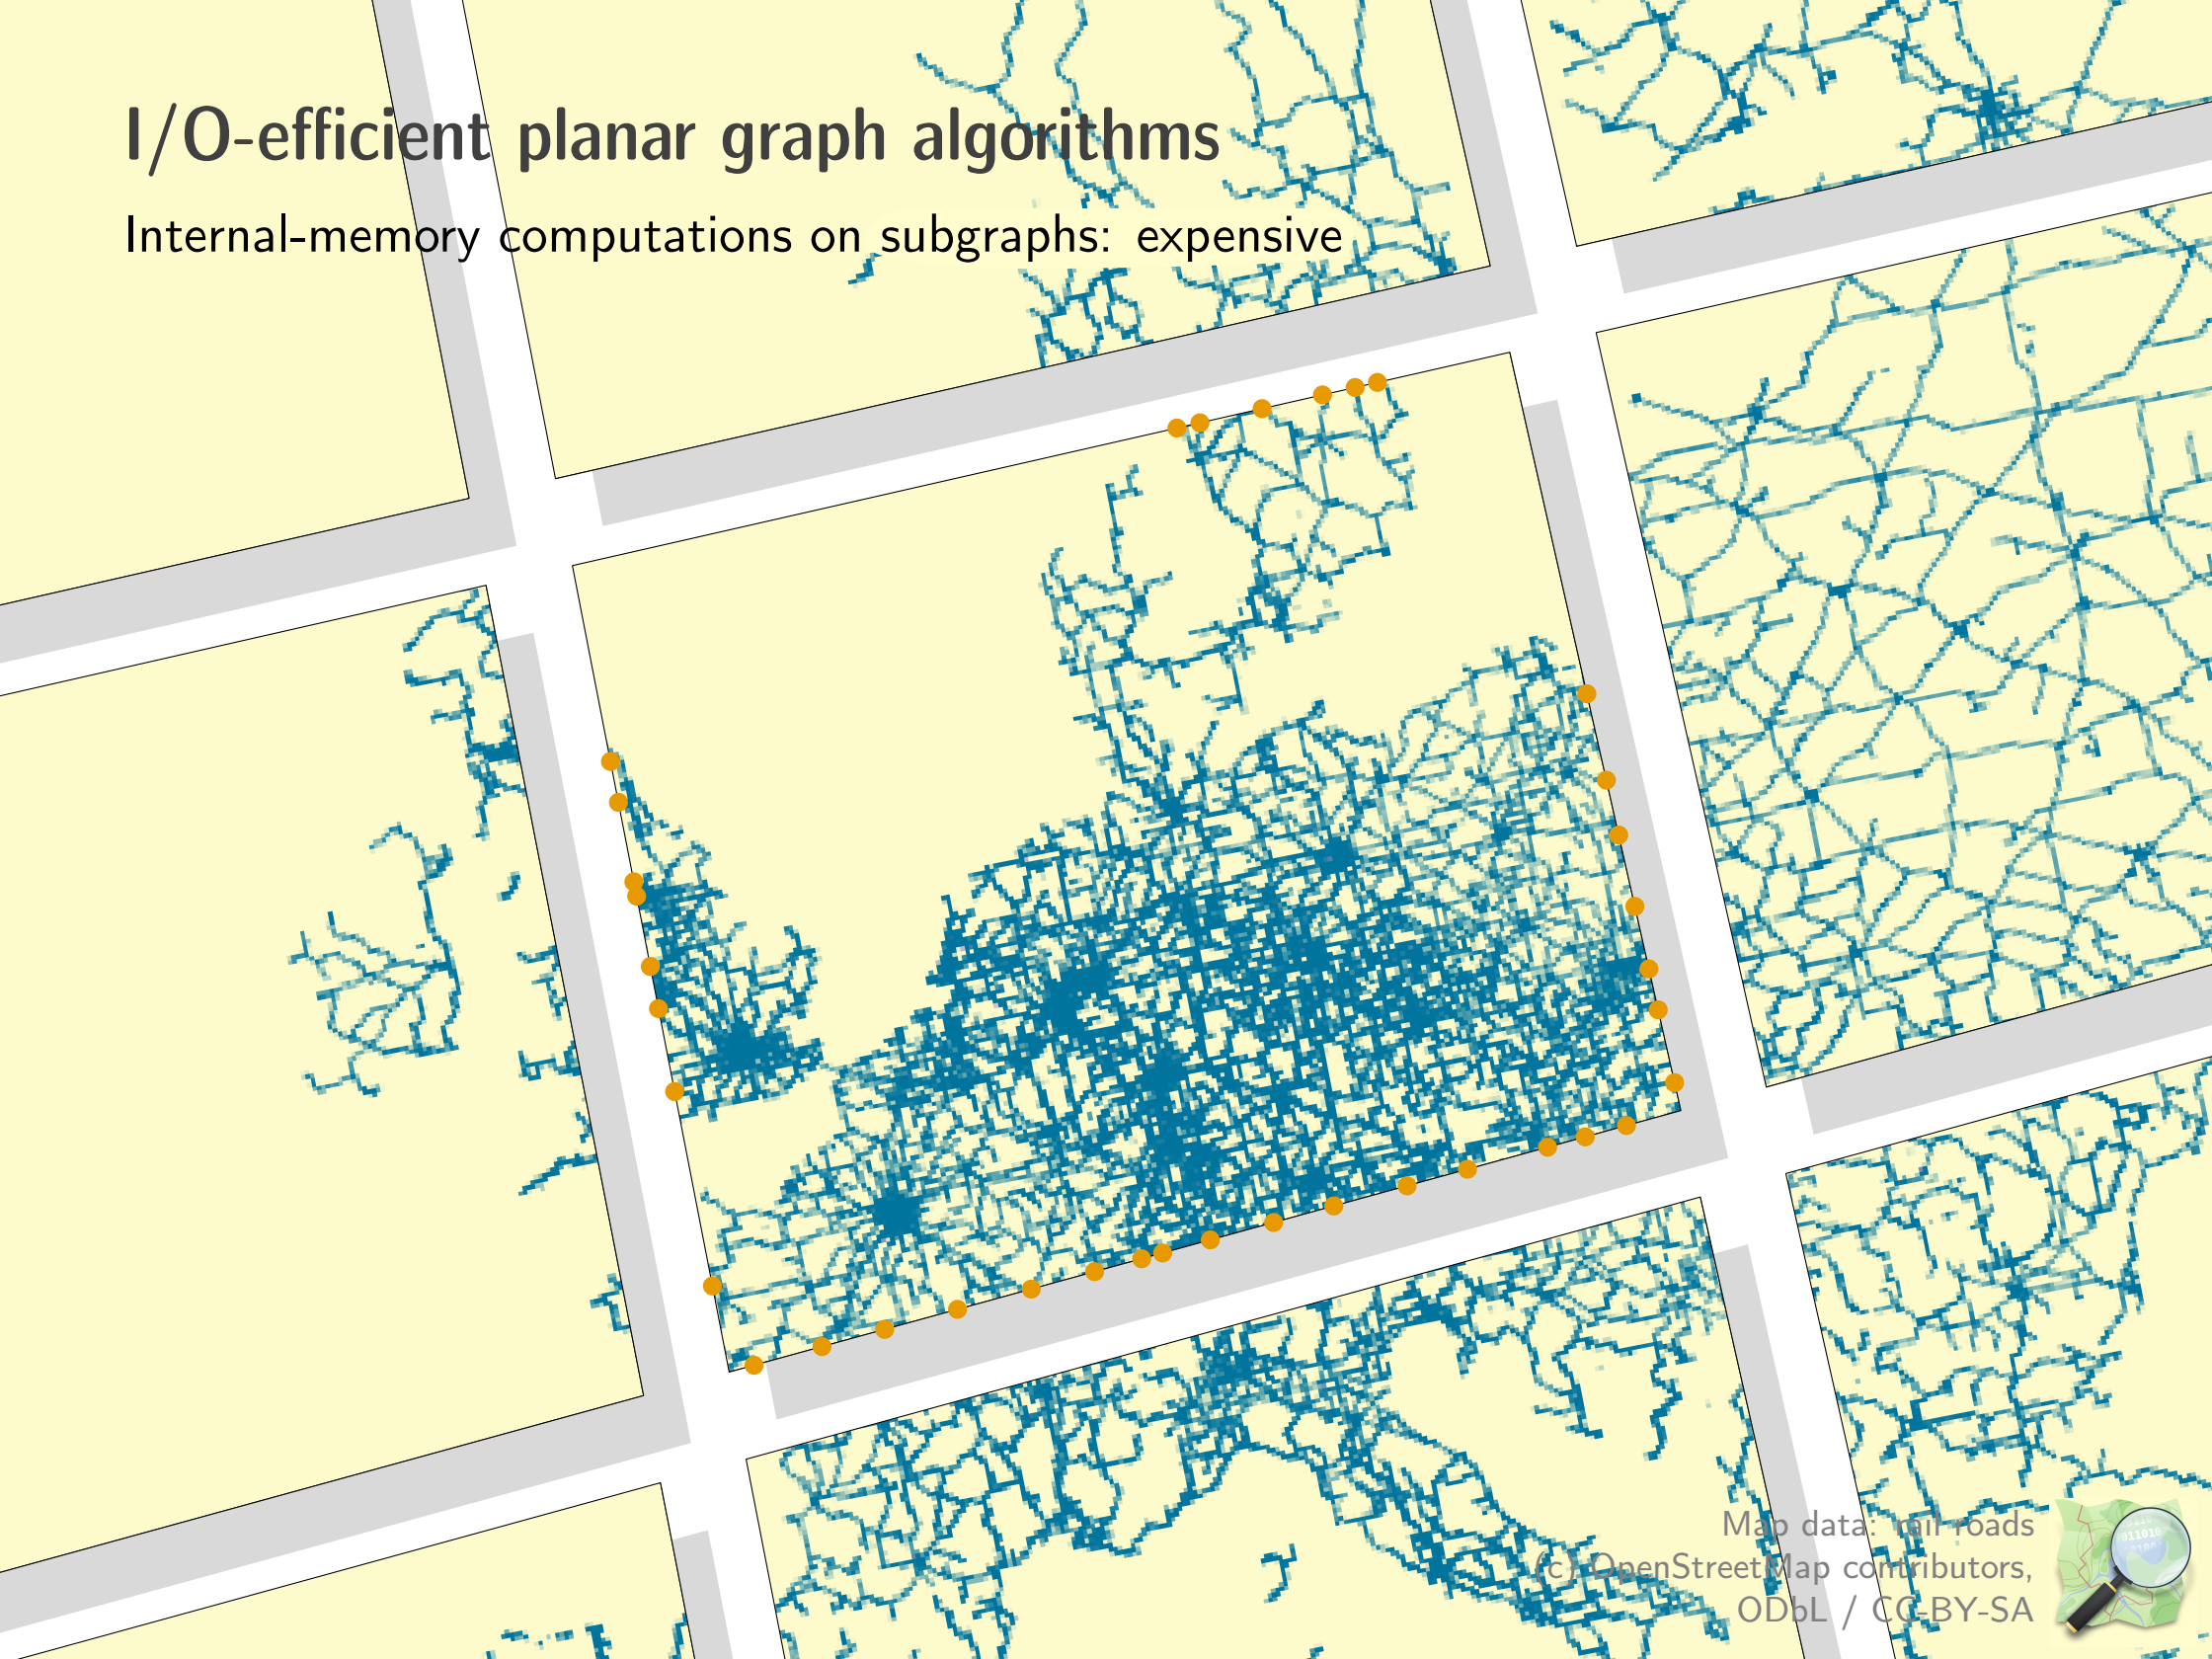 I/O-efficient planar graph algorithms
Internal-memory computations on subgraphs: expensive
Map data: rail roads
(c) OpenStreetMap contributors,
ODbL / CC-BY-SA